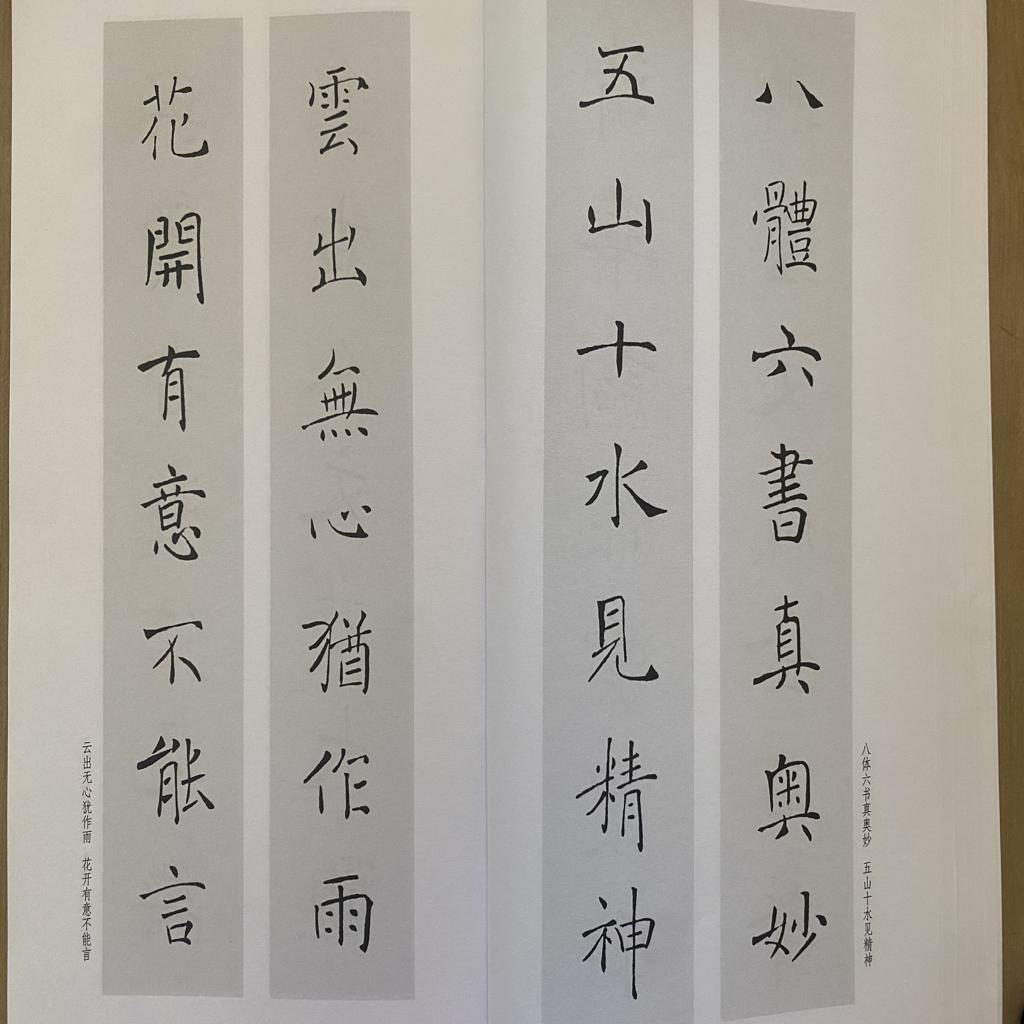 八體六書真奥妙
五山十水見精神
八体六书真奥妙 五山十水见精神
雲出無心猶作雨
花開有意不能言
云出无心犹作雨 花开有意不能言